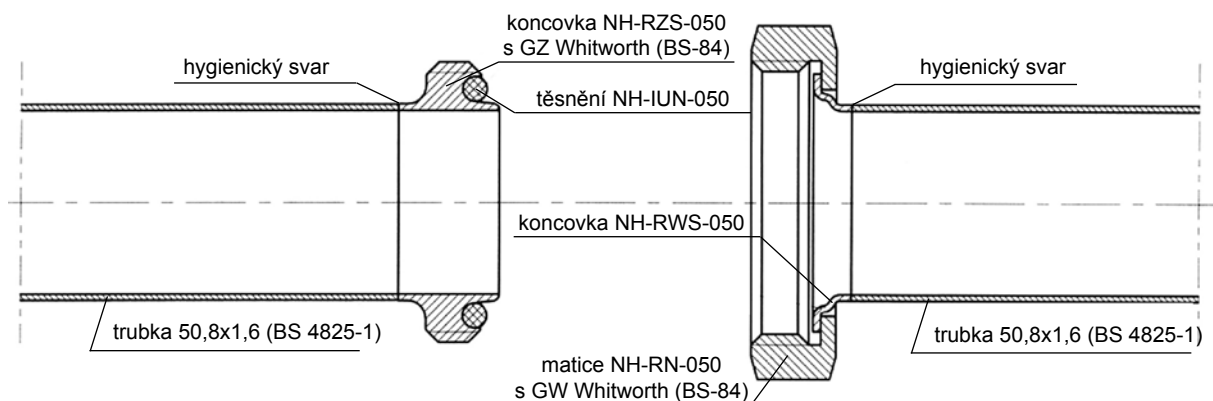 koncovka NH-RZS-050
s GZ Whitworth (BS-84)
hygienický svar
hygienický svar
těsnění NH-IUN-050
koncovka NH-RWS-050
trubka 50,8x1,6 (BS 4825-1)
trubka 50,8x1,6 (BS 4825-1)
matice NH-RN-050
s GW Whitworth (BS-84)